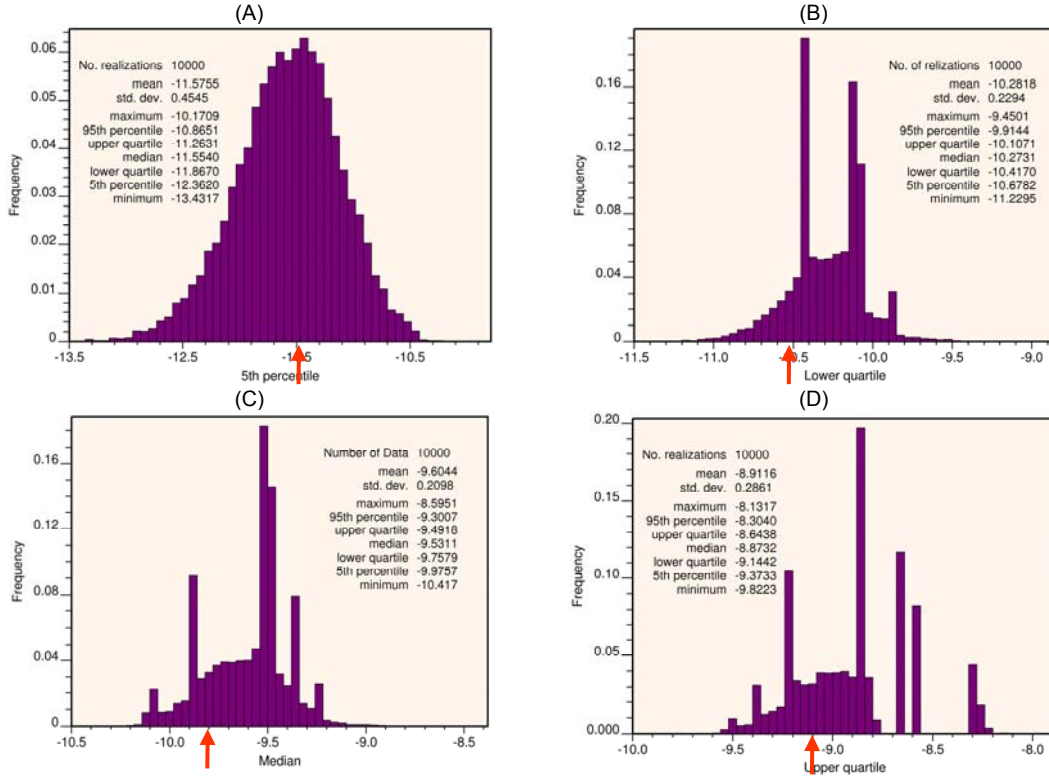 (A)
No. realizations 10000
mean -11.5755
std. dev. 0.4545
maximum -10.1709
95th percentile -10.8651
upper quartile -11.2631
median -11.5540
lower quartile -11.8670
5th percentile -12.3620
minimum -13.4317
Frequency
0.06
0.05
0.04
0.03
0.02
0.01
0
-13.5 -12.5 -10.5
5th percentile
(B)
No. of relizations 10000
mean -10.2818
std. dev. 0.2294
maximum -9.4501
95th percentile -9.9144
upper quartile -10.1071
median -10.2731
lower quartile -10.4170
5th percentile -10.6782
minimum -11.2295
Frequency
0.16
0.12
0.08
0.04
0
-11.5 -11.0 -10.0 -9.5 -9.0
Lower quartile
(C)
Number of Data 10000
mean -9.6044
std. dev. 0.2098
maximum -8.5951
95th percentile -9.3007
upper quartile -9.4918
median -9.5311
lower quartile -9.7579
5th percentile -9.9757
minimum -10.417
Frequency
0.16
0.12
0.08
0.04
0
-10.5 -10.0 -9.5 -9.0 -8.5
Median
(D)
No. realizations 10000
mean -8.9116
std. dev. 0.2861
maximum -8.1317
95th percentile -8.3040
upper quartile -8.6438
median -8.8732
lower quartile -9.1442
5th percentile -9.3733
minimum -9.8223
Frequency
0.20
0.15
0.10
0.05
0.000
-10.0 -9.5 -9.0 -8.5 -8.0
Upper quartile